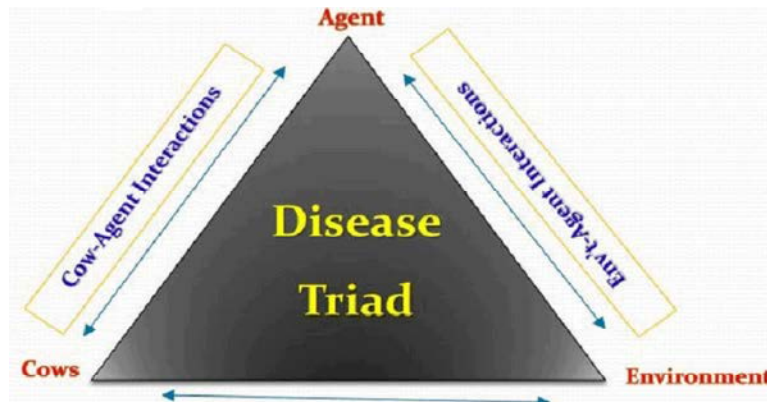 Agent
Cow-Agent Interactions
Env't-Agent Interactions
Disease
Triad
Cows
Environment